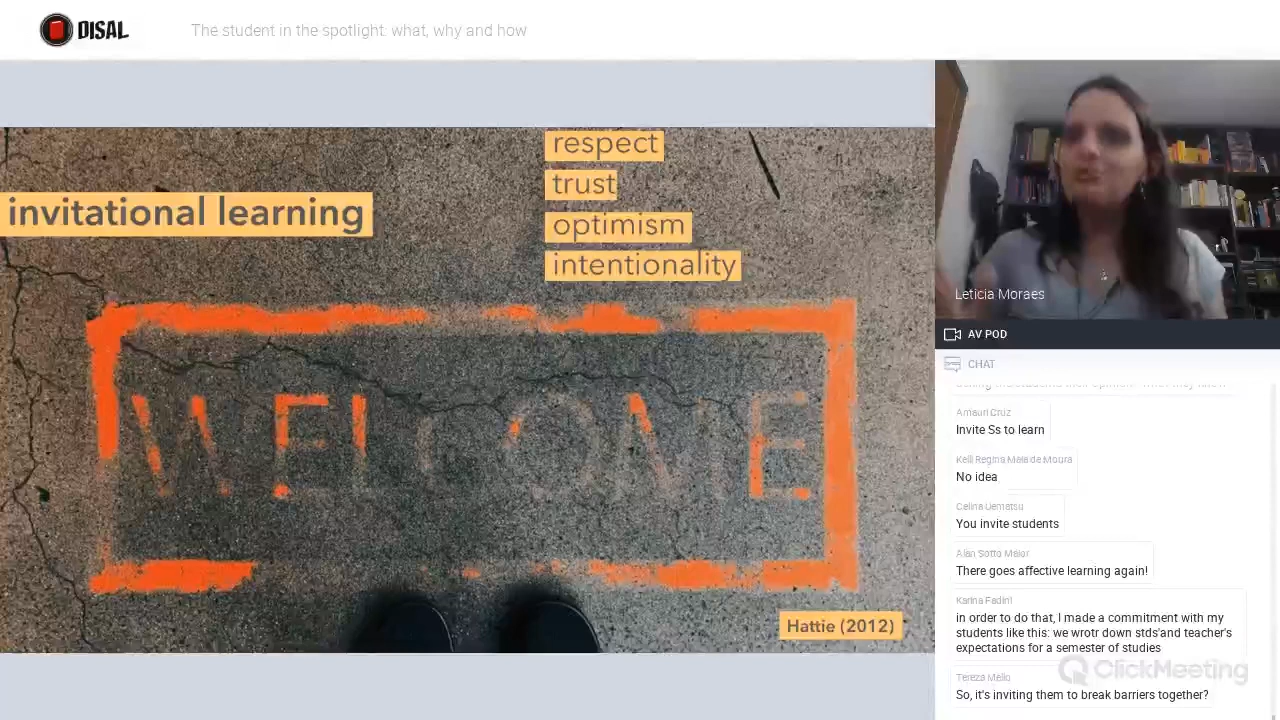 DISAL
The student in the spotlight: what, why and how
invitational learning
respect
trust
optimism
intentionality
WELCOME
Hattie (2012)
Leticia Moraes
AV POD
CHAT
Amauri Cruz
Invite Ss to learn
Kelli Regina Maia de Moura
No idea
Celina Uematsu
You invite students
Alan Sotto Maior
There goes affective learning again!
Karina Fadini
in order to do that, I made a commitment with my
students like this: we wrotr down stds'and teacher's
expectations for a semester of studies
ClickMeeting
Tereza Mello
So, it's inviting them to break barriers together?